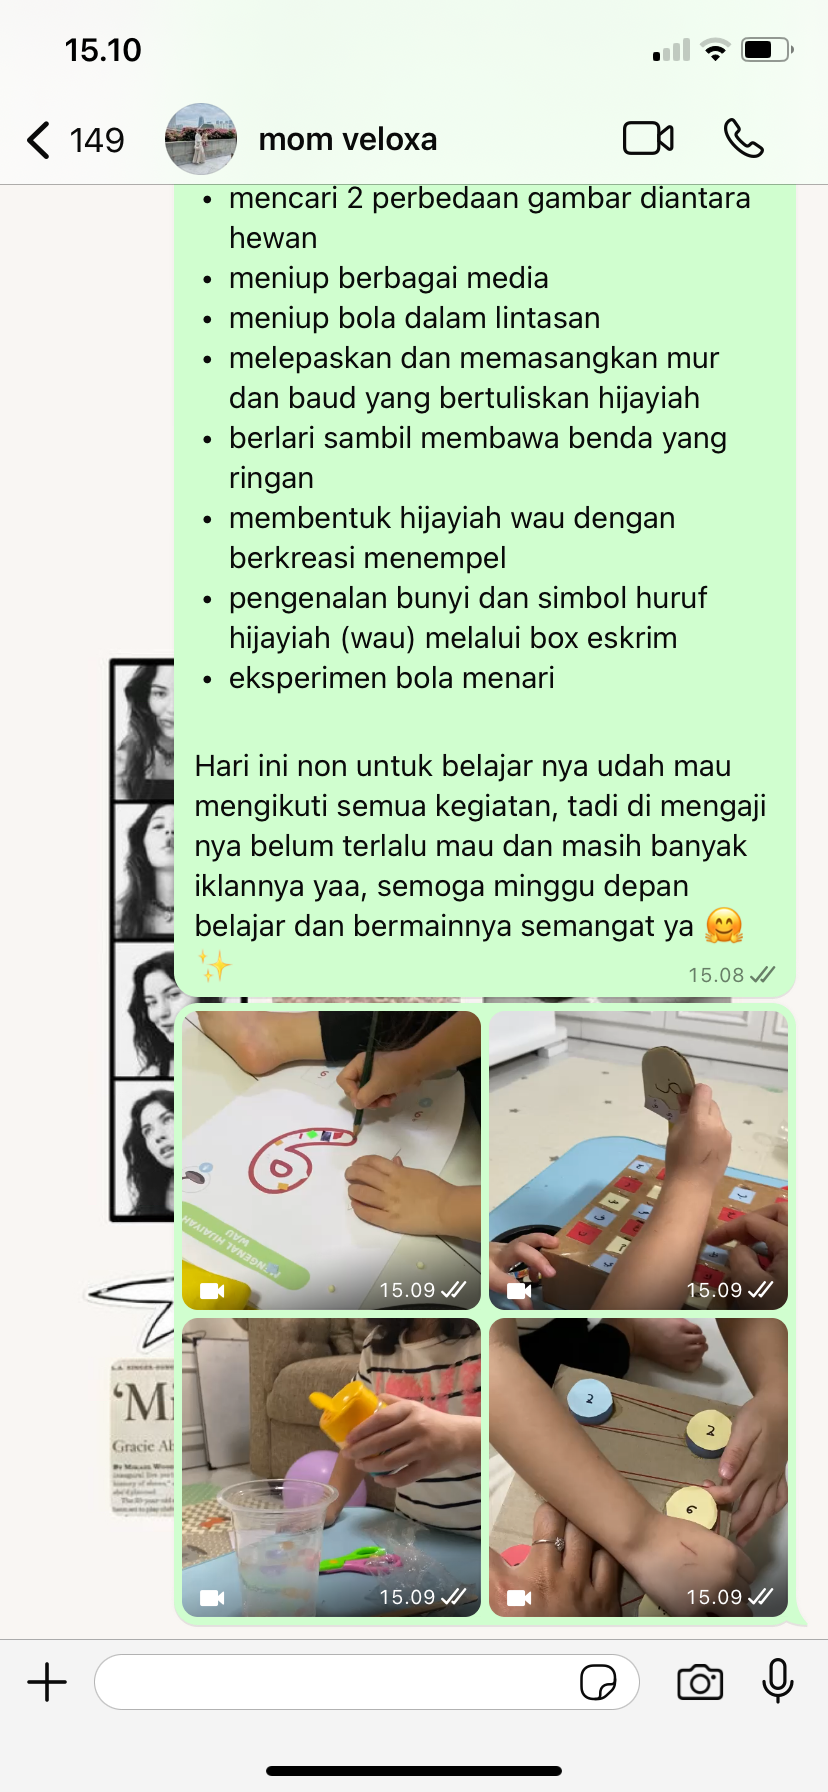 15.10
149
mom veloxa
• mencari 2 perbedaan gambar diantara
hewan
• meniup berbagai media
• meniup bola dalam lintasan
• melepaskan dan memasangkan mur
dan baud yang bertuliskan hijayiah
• berlari sambil membawa benda yang
ringan
• membentuk hijayiah wau dengan
berkreasi menempel
• pengenalan bunyi dan simbol huruf
hijayiah (wau) melalui box eskrim
• eksperimen bola menari
Hari ini non untuk belajar nya udah mau
mengikuti semua kegiatan, tadi di mengaji
nya belum terlalu mau dan masih banyak
iklannya yaa, semoga minggu depan
belajar dan bermainnya semangat ya 🤗
✨
15.08
MENGENAL HIJAIYAH
WAU
15.09
15.09
‘Mi
Gracie Ab
15.09
2
2
و
15.09